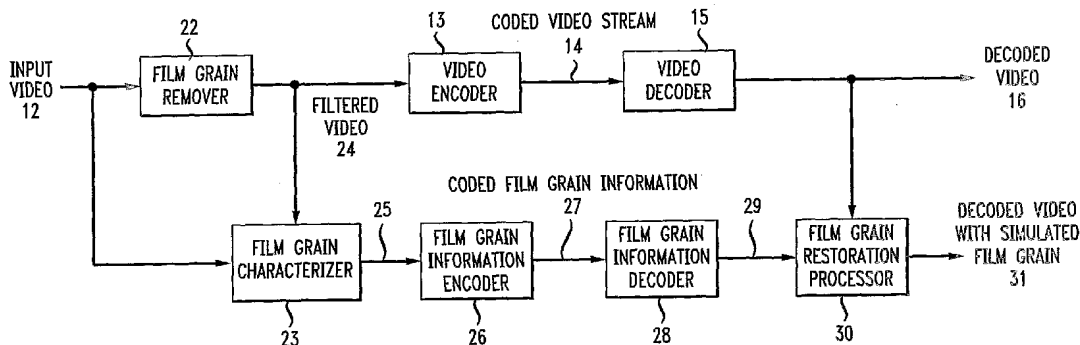 22
FILM GRAIN
REMOVER
INPUT
VIDEO
12
13
VIDEO
ENCODER
CODED VIDEO STREAM
14
15
VIDEO
DECODER
DECODED
VIDEO
16
FILTERED
VIDEO
24
CODED FILM GRAIN INFORMATION
FILM GRAIN
CHARACTERIZER
23
25
FILM GRAIN
INFORMATION
ENCODER
26
27
FILM GRAIN
INFORMATION
DECODER
28
29
FILM GRAIN
RESTORATION
PROCESSOR
30
DECODED VIDEO
WITH SIMULATED
FILM GRAIN
31